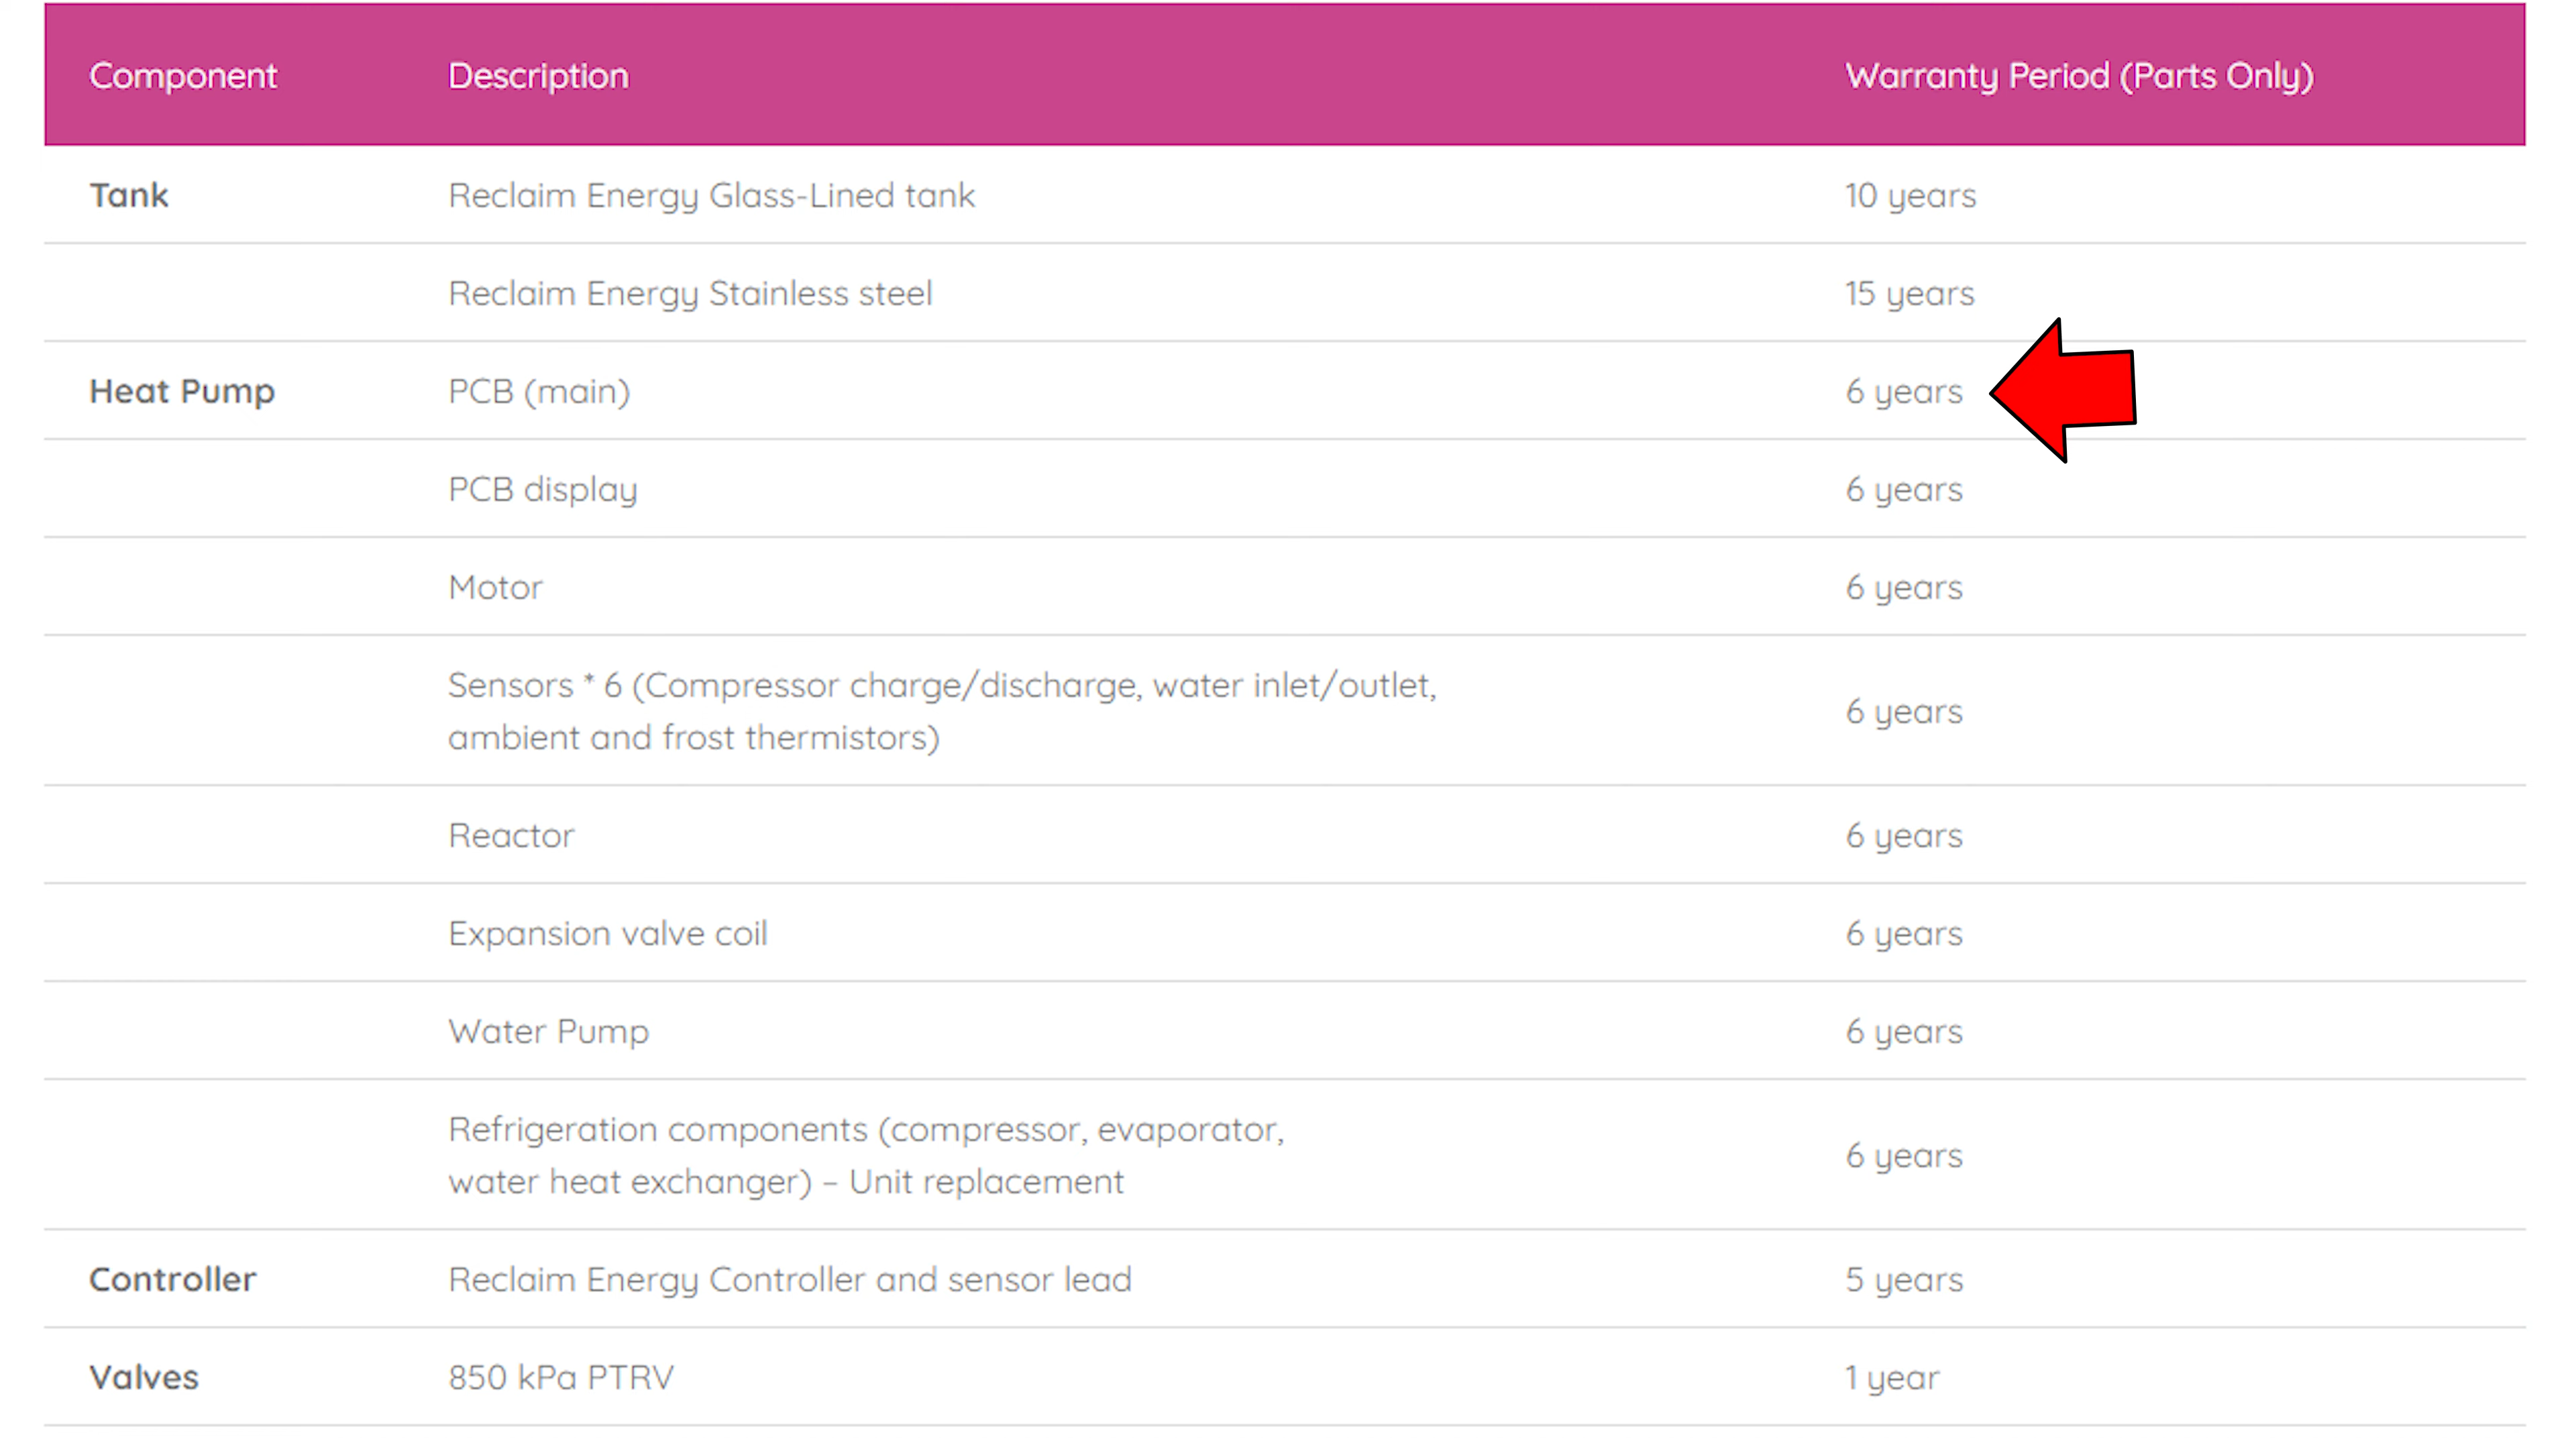 Component Description Warranty Period (Parts Only)
Tank Reclaim Energy Glass-Lined tank 10 years
Reclaim Energy Stainless steel 15 years
Heat Pump PCB (main) 6 years
PCB display 6 years
Motor 6 years
Sensors * 6 (Compressor charge/discharge, water inlet/outlet,
ambient and frost thermistors)
6 years
Reactor 6 years
Expansion valve coil 6 years
Water Pump 6 years
Refrigeration components (compressor, evaporator,
water heat exchanger) – Unit replacement
6 years
Controller Reclaim Energy Controller and sensor lead 5 years
Valves 850 kPa PTRV 1 year